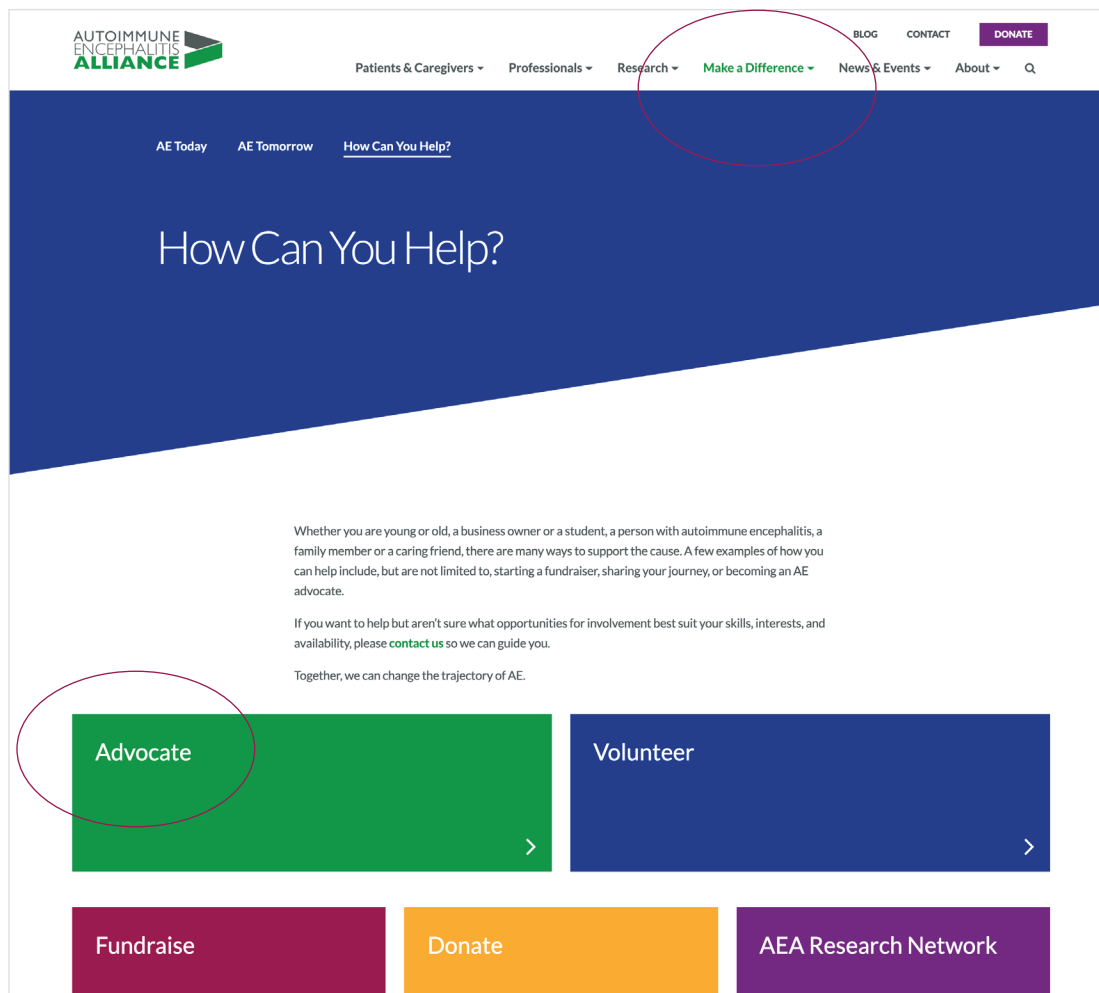 AUTOIMMUNE
ENCEPHALITIS
ALLIANCE
BLOG CONTACT DONATE
Patients & Caregivers Professionals Research Make a Difference News & Events About
AE Today AE Tomorrow How Can You Help?
How Can You Help?
Whether you are young or old, a business owner or a student, a person with autoimmune encephalitis, a
family member or a caring friend, there are many ways to support the cause. A few examples of how you
can help include, but are not limited to, starting a fundraiser, sharing your journey, or becoming an AE
advocate.
If you want to help but aren't sure what opportunities for involvement best suit your skills, interests, and
availability, please contact us so we can guide you.
Together, we can change the trajectory of AE.
Advocate
Volunteer
Fundraise
Donate
AEA Research Network